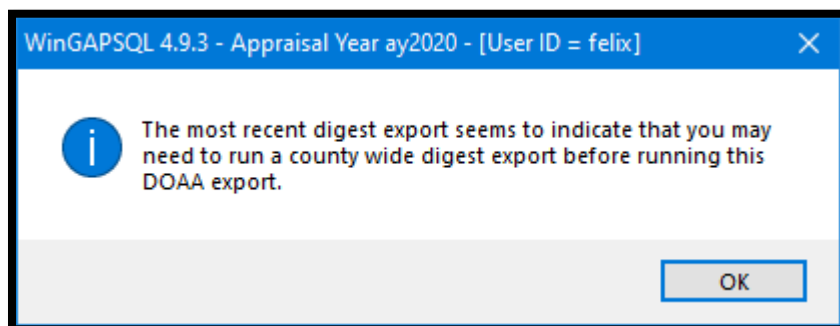 WinGAPSQL 4.9.3 - Appraisal Year ay2020 - [User ID = felix]
The most recent digest export seems to indicate that you may
need to run a county wide digest export before running this
DOAA export.
OK